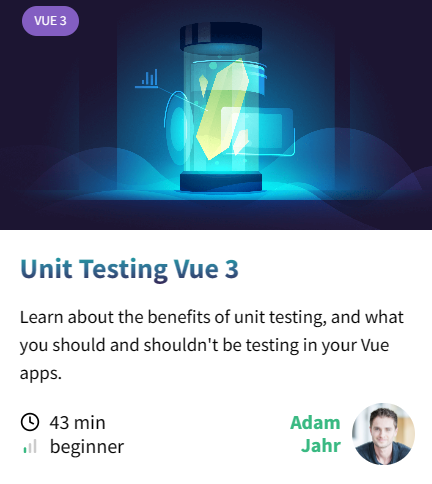 VUE 3
Unit Testing Vue 3
Learn about the benefits of unit testing, and what
you should and shouldn't be testing in your Vue
apps.
43 min
beginner
Adam
Jahr